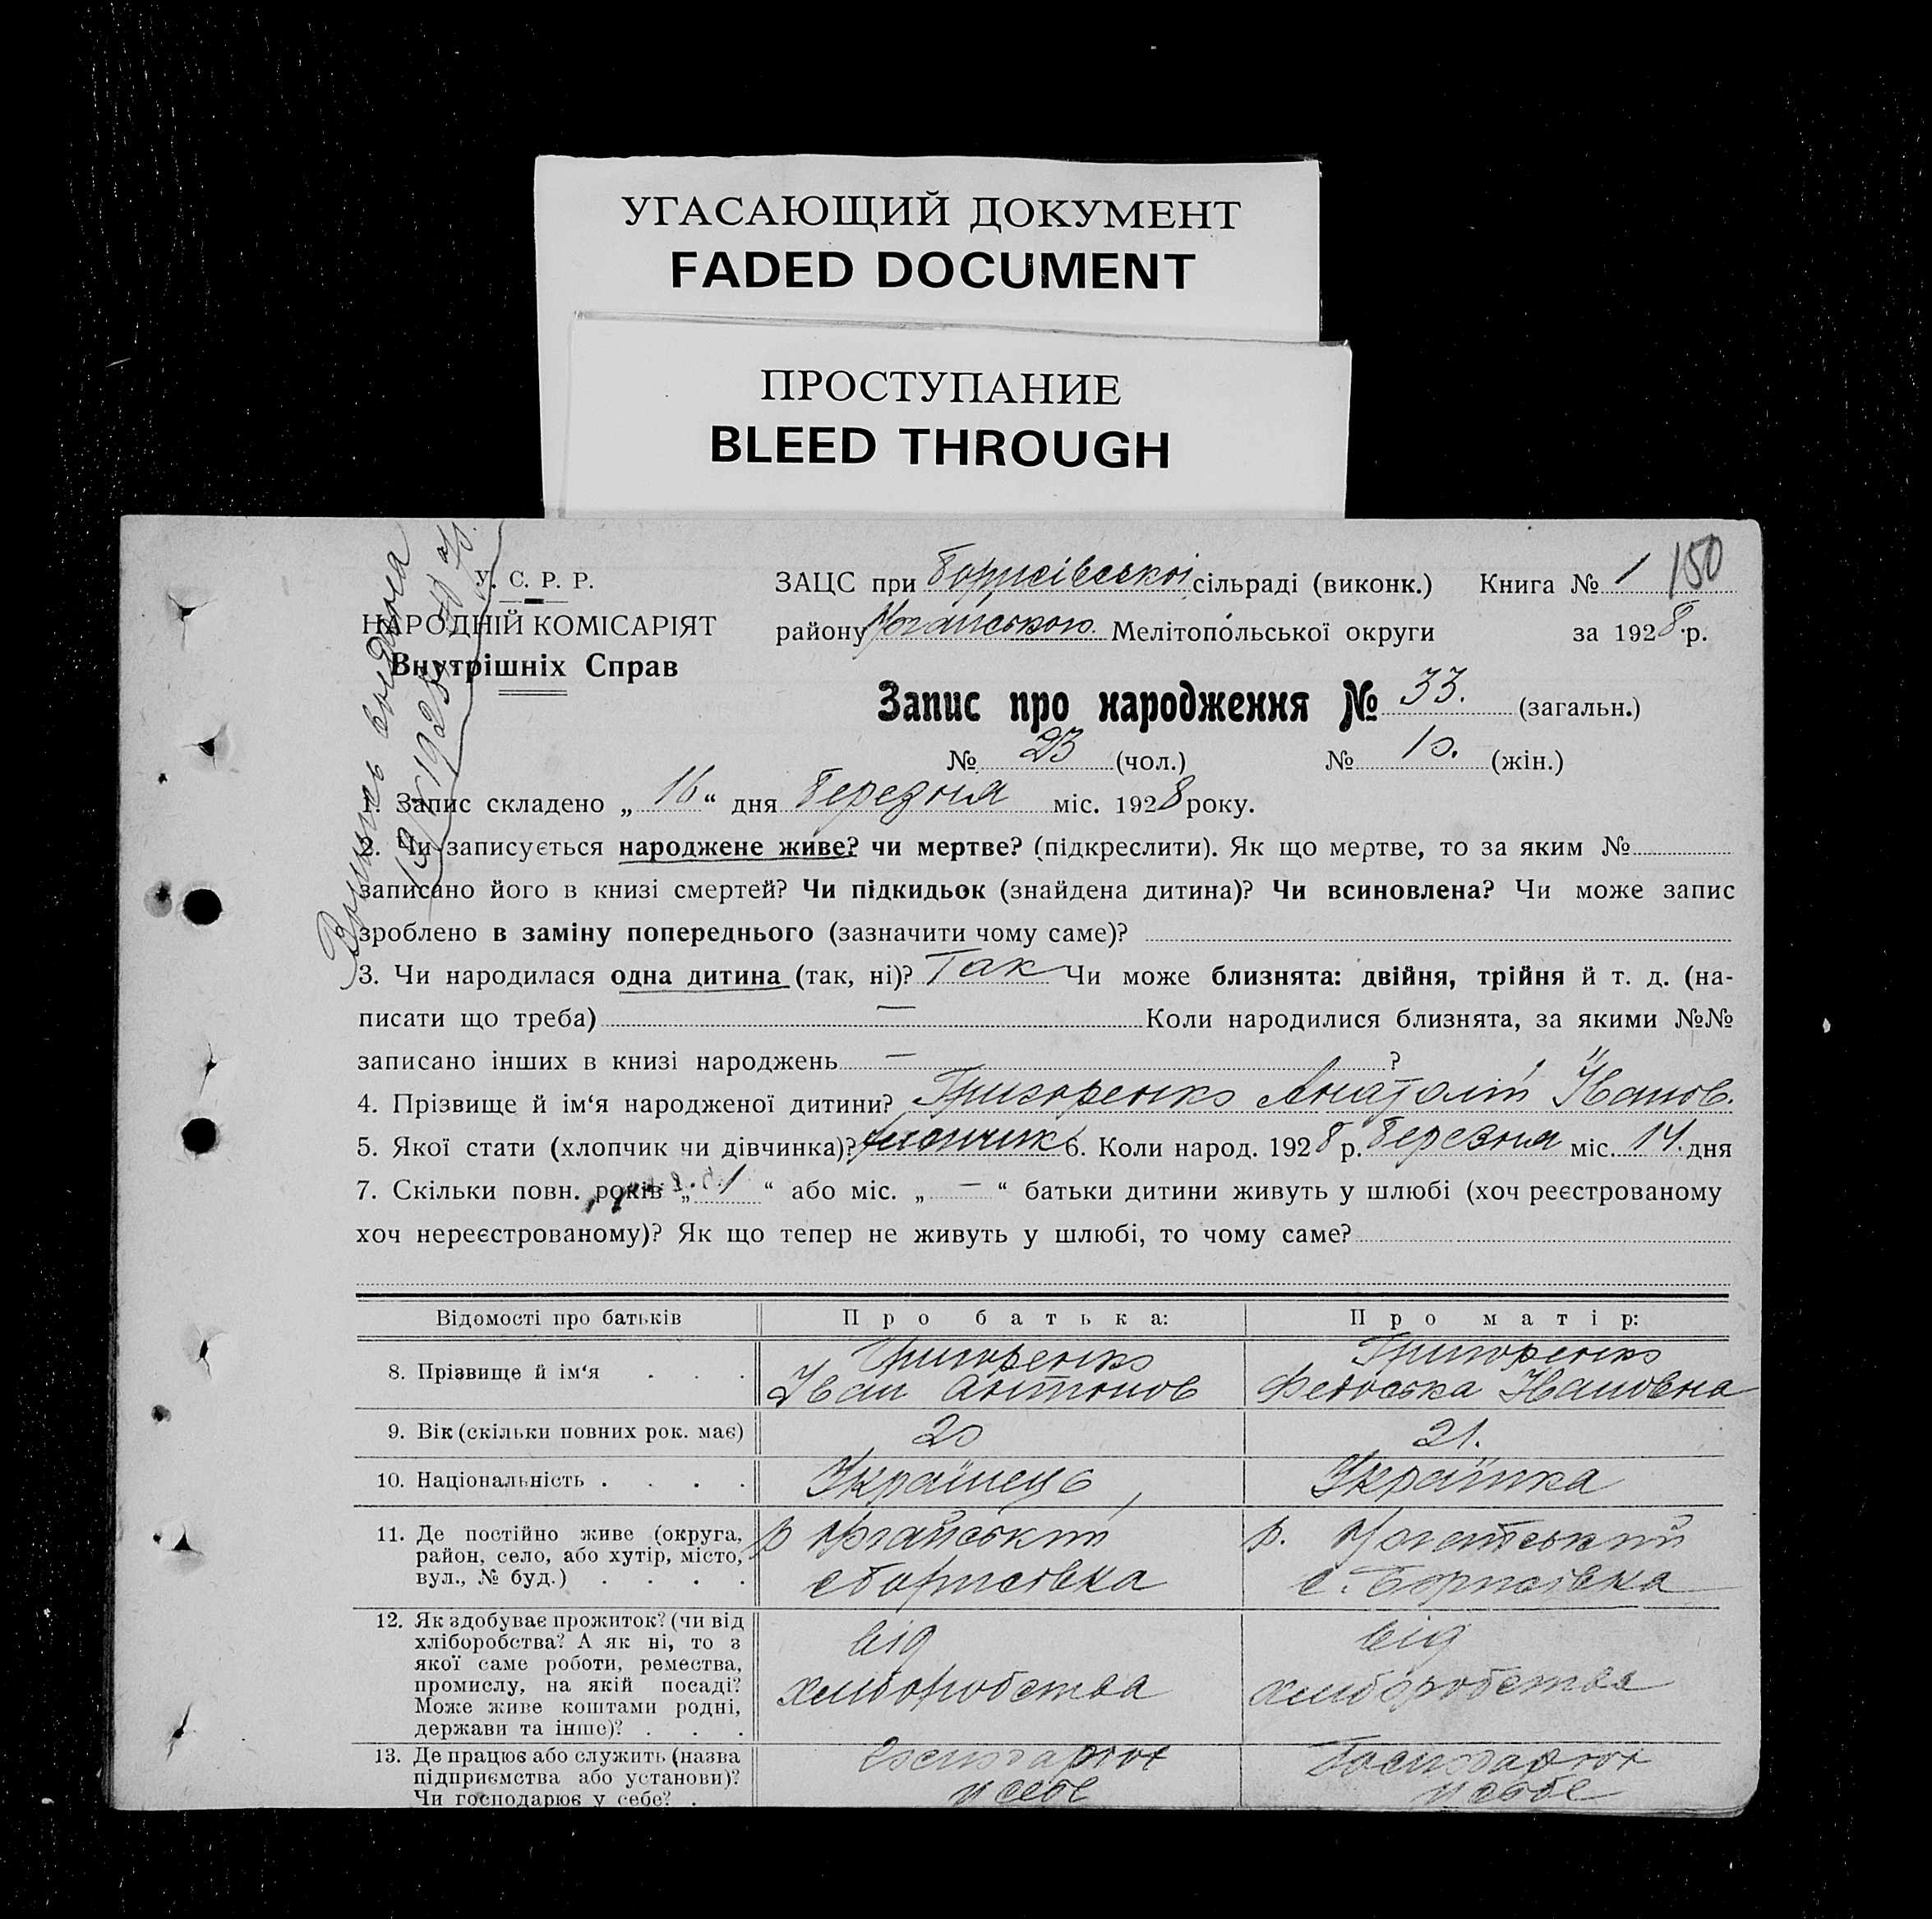 УГАСАЮЩИЙ ДОКУМЕНТ
FADED DOCUMENT
ПРОСТУПАНИЕ
BLEED THROUGH
150
У. С. Р. Р.
НАРОДНІЙ КОМІСАРІЯТ
Внутрішніх Справ
ЗАЦС при Борисівської сільраді (виконк.) Книга № 1
району Мелітопольської округи за 1928 р.
Запис про народження № 33. (загальн.)
№ 23 (чол.) № 10. (жін.)
1. Запис складено „ 16 “ дня Березня міс. 1928 року.
2. Чи записується народжене живе? чи мертве? (підкреслити). Як що мертве, то за яким №
записано його в книзі смертей? Чи підкидьок (знайдена дитина)? Чи всиновлена? Чи може запис
зроблено в заміну попереднього (зазначити чому саме)?
3. Чи народилася одна дитина (так, ні)? Так Чи може близнята: двійня, трійня й т. д. (на-
писати що треба) — Коли народилися близнята, за якими №№
записано інших в книзі народжень — ?
4. Прізвище й ім‘я народженої дитини? Григоренко Анатолій Іванов.
5. Якої стати (хлопчик чи дівчинка)? хлопчик 6. Коли народ. 1928 р. Березня міс. 14. дня
7. Скільки повн. років „ 1 “ або міс. „ — “ батьки дитини живуть у шлюбі (хоч реєстрованому
хоч нереєстрованому)? Як що тепер не живуть у шлюбі, то чому саме?
Відомості про батьків Про батька: Про матір:
8. Прізвище й ім‘я . . . Григоренко Григоренко
Іван Антонов Федоська Івановна
9. Вік (скільки повних рок. має) 20 21.
10. Національність . . . . Українець Українка
11. Де постійно живе (округа, р р.
район, село, або хутір, місто, с Борисівка с. Борисівка
вул., № буд.) . . . .
12. Як здобуває прожиток? (чи від від від
хліборобства? А як ні, то з
якої саме роботи, ремества,
промислу, на якій посаді? хліборобства хліборобства
Може живе коштами родні,
держави та інше)? . . .
13. Де працює або служить (назва господарює Господарює
підприємства або установи)? у себе у себе
Чи господарює у себе? .
Випись видана